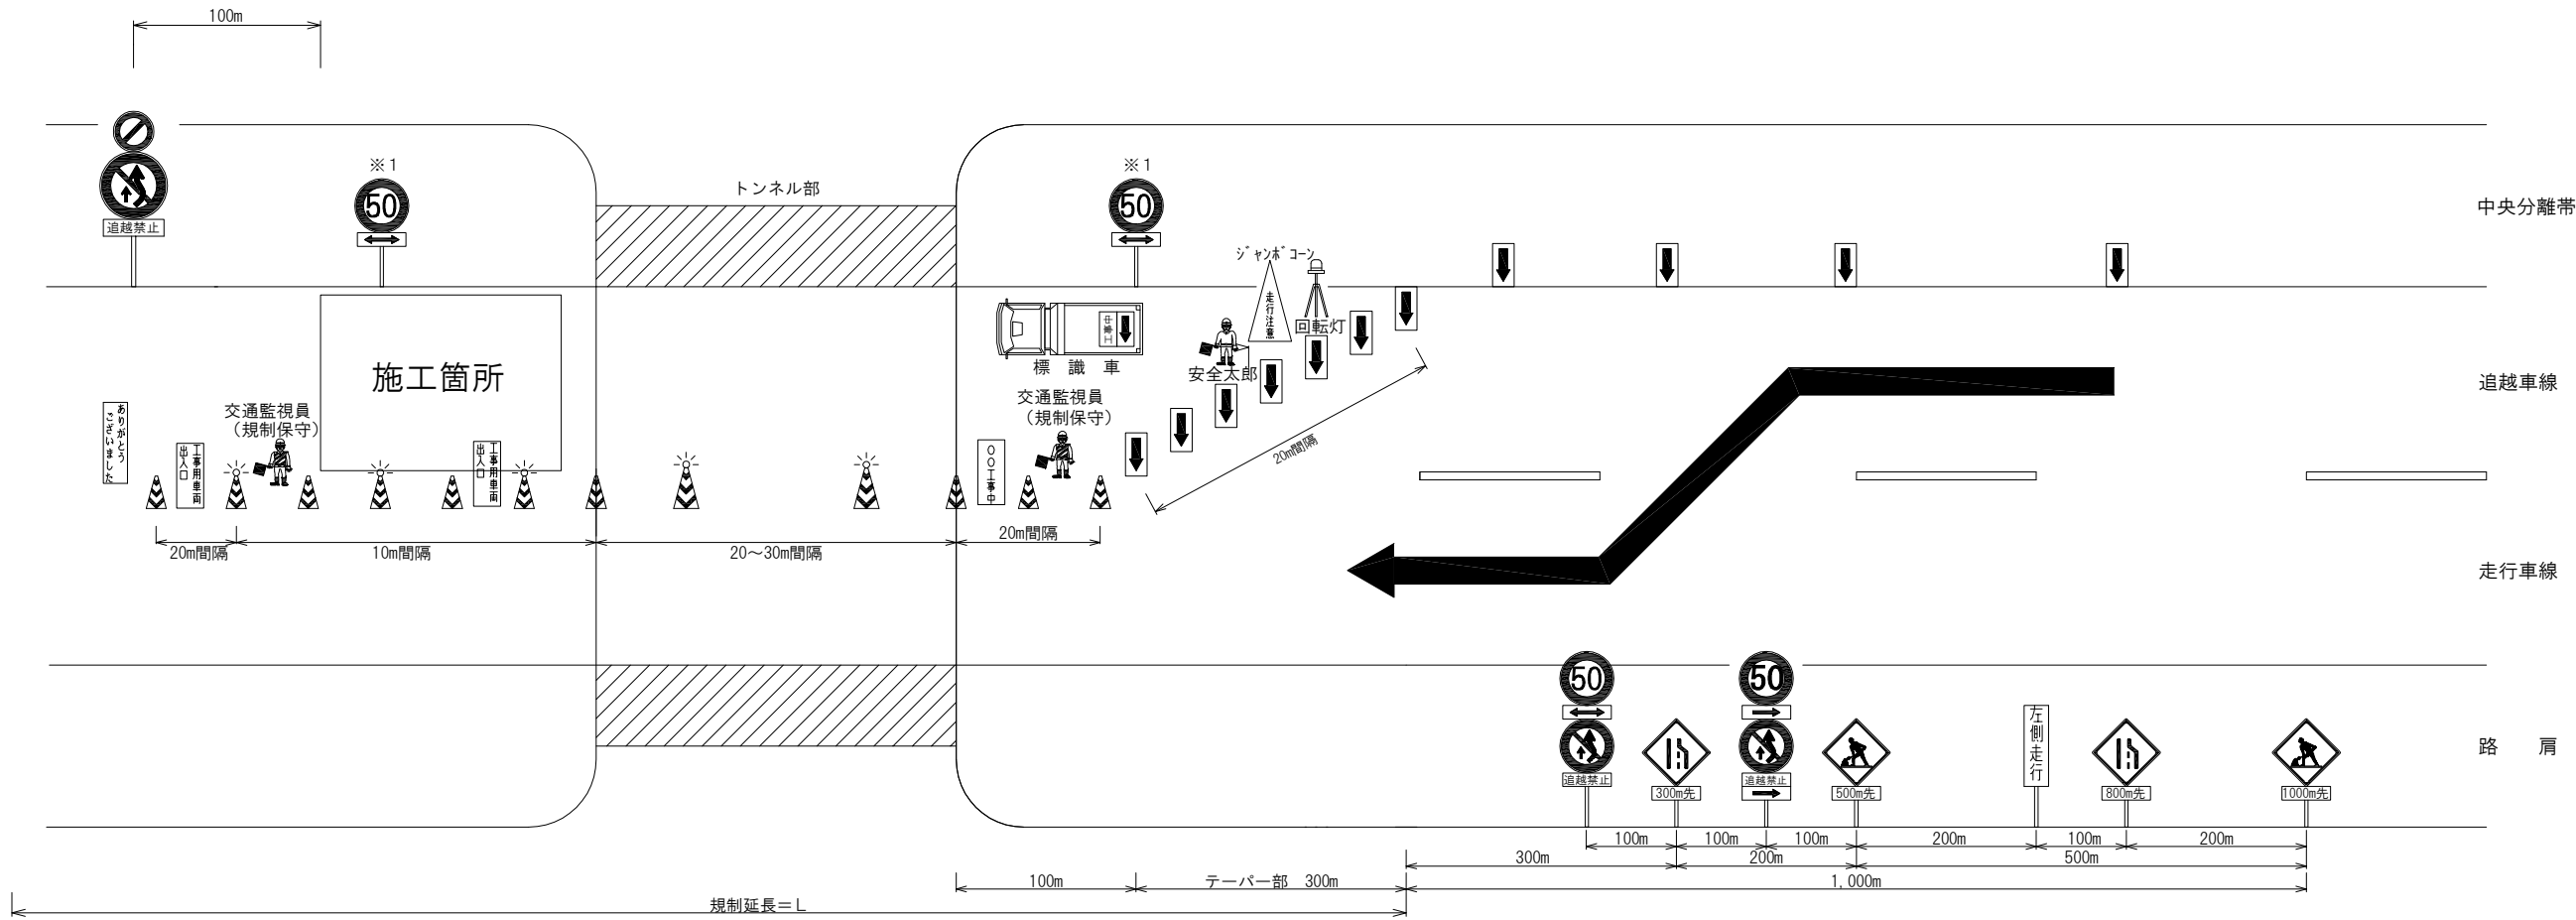 100m
※1
50
追越禁止
トンネル部
※1
50
中央分離帯
ジャンボコーン
走行注意
回転灯
安全太郎
工事中
標識車
施工箇所
追越車線
交通監視員
(規制保守)
交通監視員
(規制保守)
ありがとう
ございました
工事用車両
出入口
工事用車両
出入口
○○工事中
20m間隔
20m間隔
10m間隔
20～30m間隔
20m間隔
走行車線
50
追越禁止
300m先
50
追越禁止
500m先
左側走行
800m先
1000m先
路肩
100m
100m
100m
200m
100m
200m
300m
200m
500m
100m
テーパー部 300m
1,000m
規制延長=L